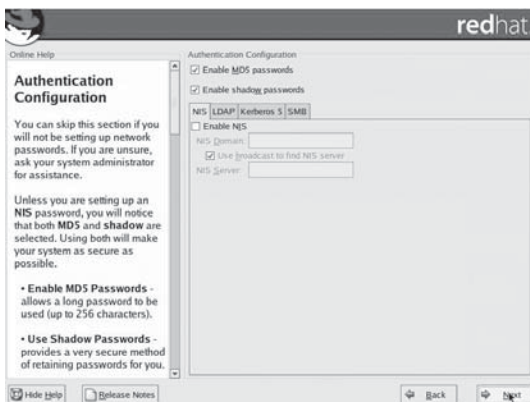 redhat
Online Help
Authentication
Configuration
You can skip this section if you
will not be setting up network
passwords. If you are unsure,
ask your system administrator
for assistance.
Unless you are setting up an
NIS password, you will notice
that both MD5 and shadow are
selected. Using both will make
your system as secure as
possible.
• Enable MD5 Passwords -
allows a long password to be
used (up to 256 characters).
• Use Shadow Passwords -
provides a very secure method
of retaining passwords for you.
Authentication Configuration
Enable MD5 passwords
Enable shadow passwords
NIS LDAP Kerberos 5 SMB
Enable NIS
NIS Domain:
Use broadcast to find NIS server
NIS Server:
Hide Help
Release Notes
Back
Next